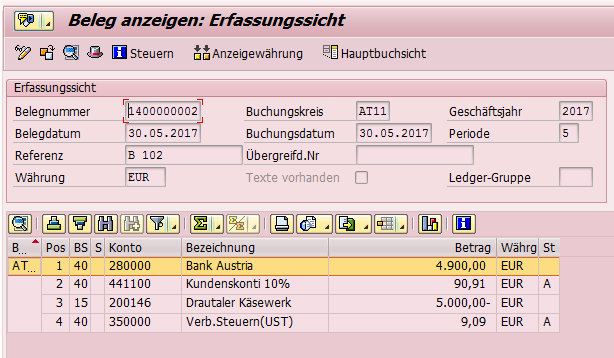 Beleg anzeigen: Erfassungssicht
Steuern Anzeigewährung Hauptbuchsicht
Erfassungssicht
Belegnummer 1400000002 Buchungskreis AT11 Geschäftsjahr 2017
Belegdatum 30.05.2017 Buchungsdatum 30.05.2017 Periode 5
Referenz B 102 Übergreifd.Nr
Währung EUR Texte vorhanden Ledger-Gruppe
B... Pos BS S Konto Bezeichnung Betrag Währg St
AT... 1 40 280000 Bank Austria 4.900,00 EUR
2 40 441100 Kundenskonti 10% 90,91 EUR A
3 15 200146 Drautaler Käsewerk 5.000,00- EUR
4 40 350000 Verb.Steuern(UST) 9,09 EUR A